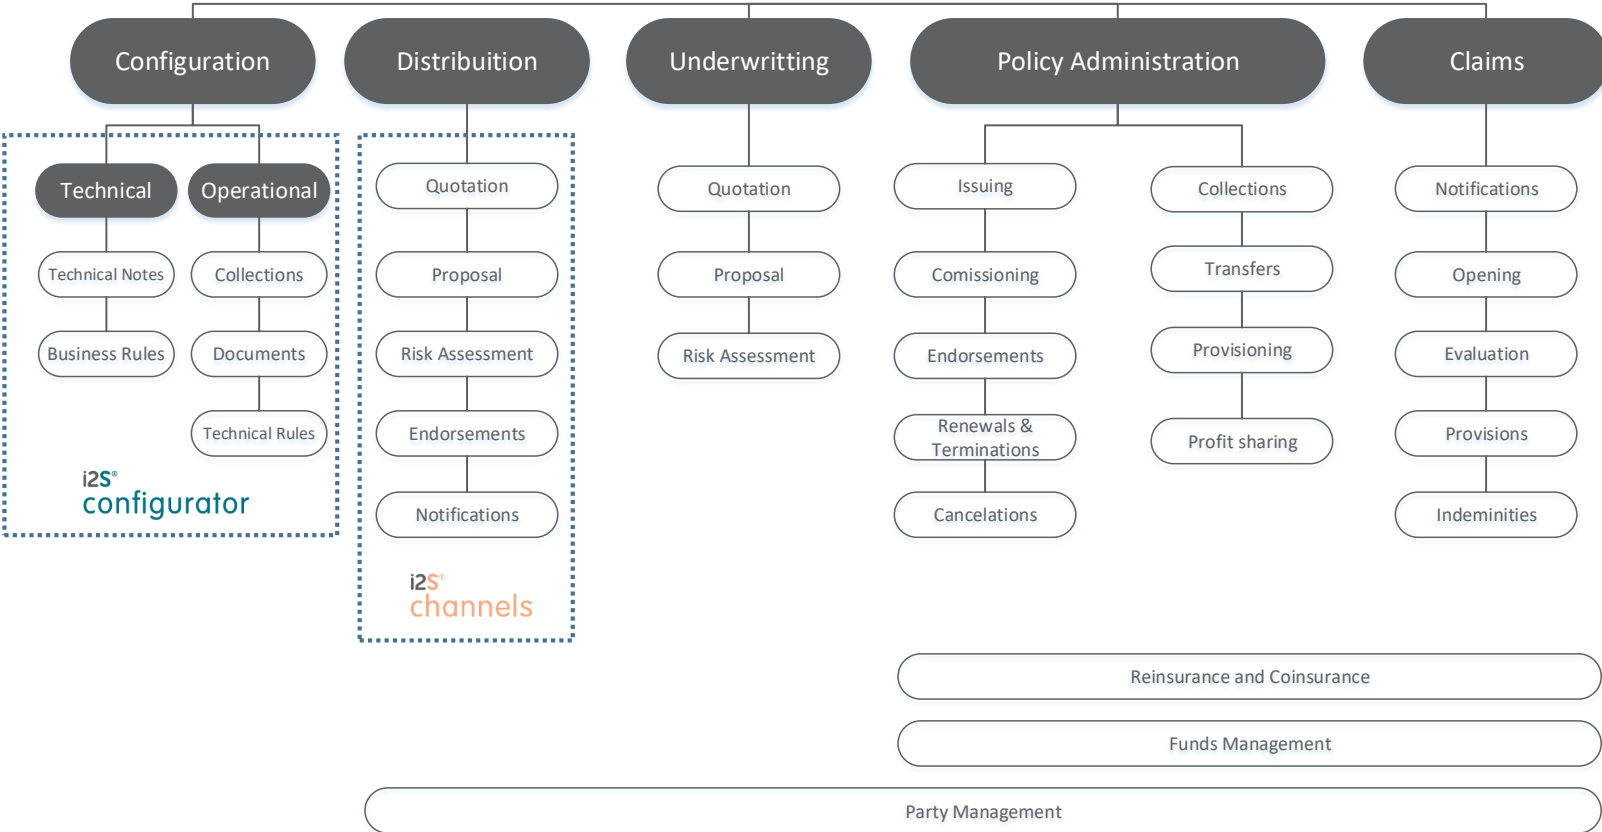 Configuration
Distribuition
Underwritting
Policy Administration
Claims
Technical
Operational
Technical Notes
Business Rules
Collections
Documents
Technical Rules
i2S®
configurator
Quotation
Proposal
Risk Assessment
Endorsements
Notifications
i2S®
channels
Quotation
Proposal
Risk Assessment
Issuing
Comissioning
Endorsements
Renewals &
Terminations
Cancelations
Collections
Transfers
Provisioning
Profit sharing
Notifications
Opening
Evaluation
Provisions
Indeminities
Reinsurance and Coinsurance
Funds Management
Party Management